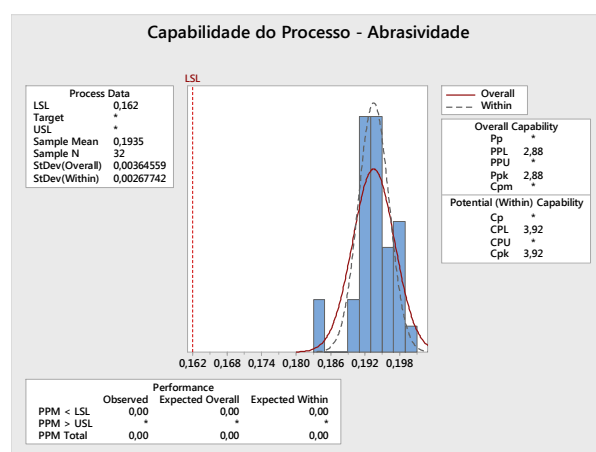 Capabilidade do Processo - Abrasividade
LSL
Process Data
LSL 0,162
Target *
USL *
Sample Mean 0,1935
Sample N 32
StDev(Overall) 0,00364559
StDev(Within) 0,00267742
Overall
Within
Overall Capability
Pp *
PPL 2,88
PPU *
Ppk 2,88
Cpm *
Potential (Within) Capability
Cp *
CPL 3,92
CPU *
Cpk 3,92
0,162 0,168 0,174 0,180 0,186 0,192 0,198
Performance
Observed Expected Overall Expected Within
PPM < LSL 0,00 0,00 0,00
PPM > USL * * *
PPM Total 0,00 0,00 0,00